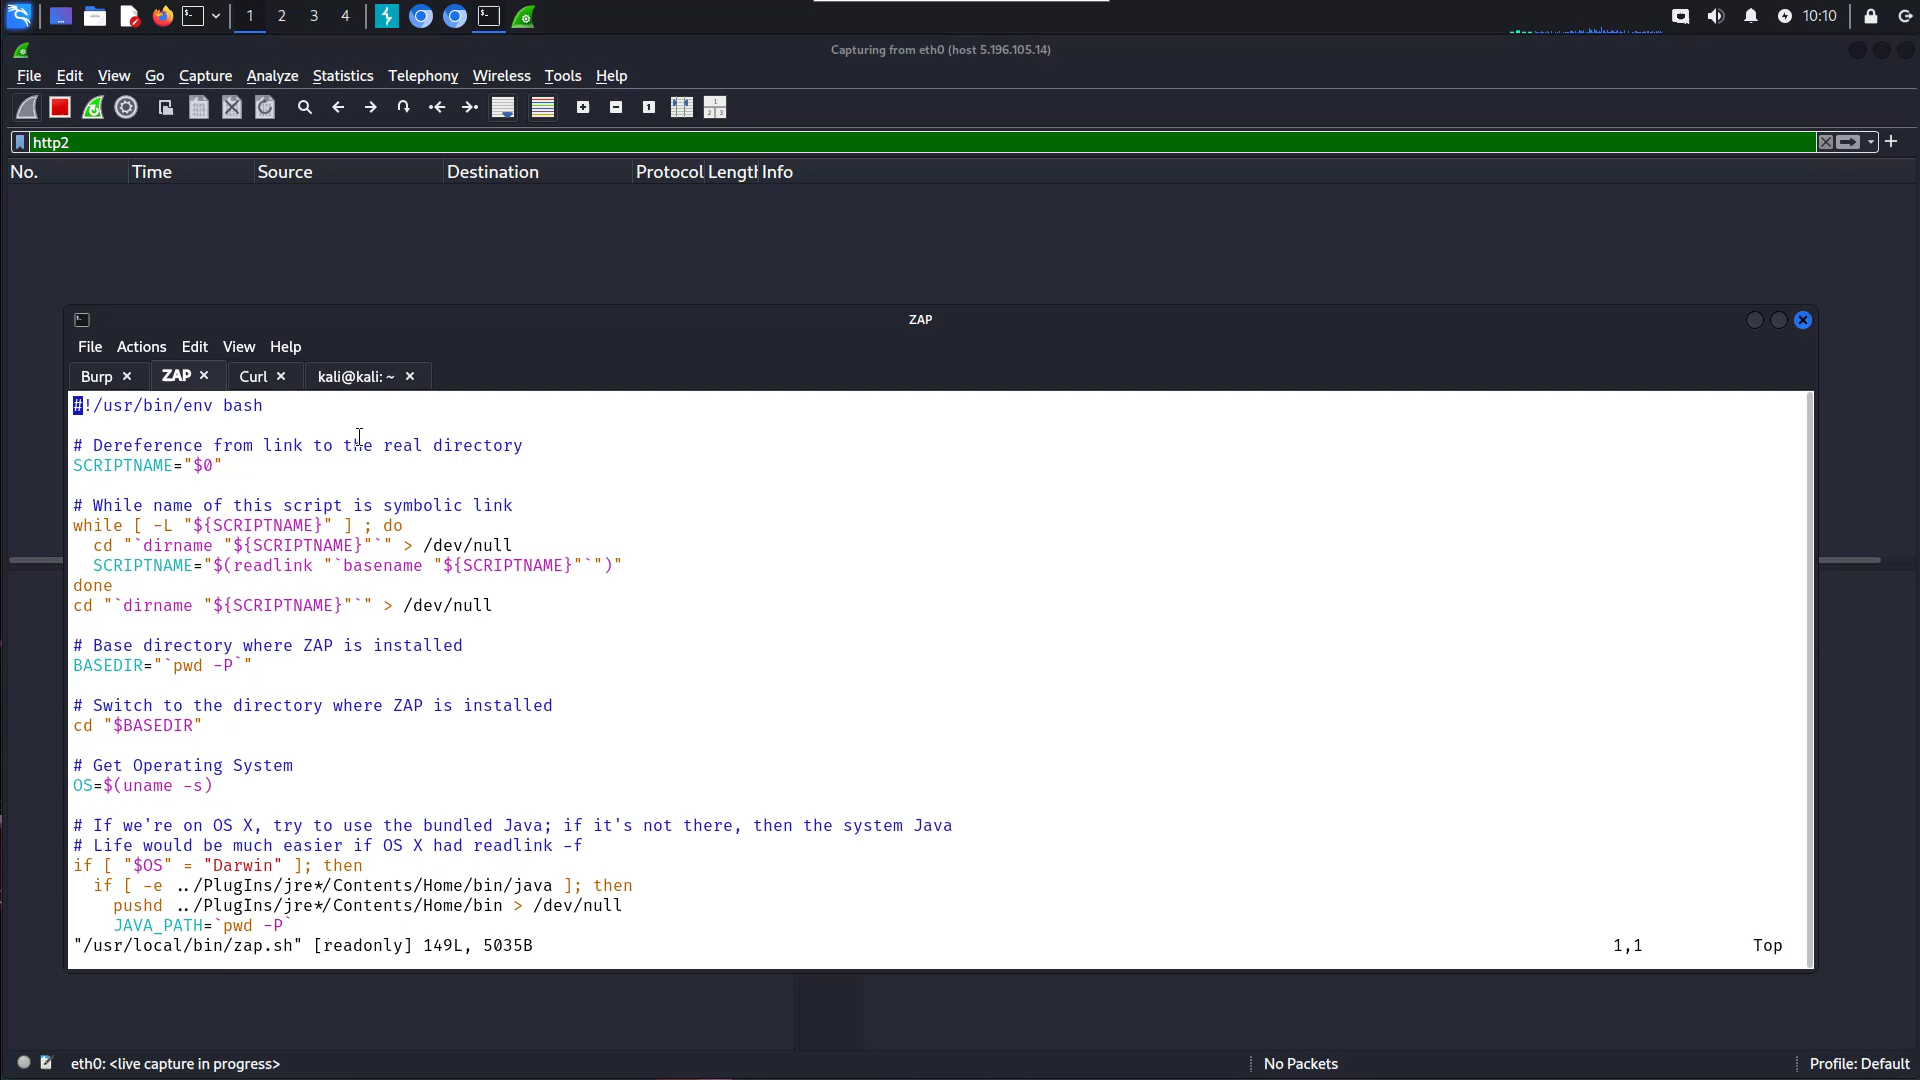 1 2 3 4 10:10
Capturing from eth0 (host 5.196.105.14)
File Edit View Go Capture Analyze Statistics Telephony Wireless Tools Help
http2
No. Time Source Destination Protocol Length Info
ZAP
File Actions Edit View Help
Burp ZAP Curl kali@kali: ~
#!/usr/bin/env bash
# Dereference from link to the real directory
SCRIPTNAME="$0"
# While name of this script is symbolic link
while [ -L "${SCRIPTNAME}" ] ; do
cd "`dirname "${SCRIPTNAME}"`" > /dev/null
SCRIPTNAME="$(readlink "`basename "${SCRIPTNAME}"`")"
done
cd "`dirname "${SCRIPTNAME}"`" > /dev/null
# Base directory where ZAP is installed
BASEDIR="`pwd -P`"
# Switch to the directory where ZAP is installed
cd "$BASEDIR"
# Get Operating System
OS=$(uname -s)
# If we're on OS X, try to use the bundled Java; if it's not there, then the system Java
# Life would be much easier if OS X had readlink -f
if [ "$OS" = "Darwin" ]; then
if [ -e ../PlugIns/jre*/Contents/Home/bin/java ]; then
pushd ../PlugIns/jre*/Contents/Home/bin > /dev/null
JAVA_PATH=`pwd -P`
"/usr/local/bin/zap.sh" [readonly] 149L, 5035B 1,1 Top
eth0: <live capture in progress> No Packets Profile: Default